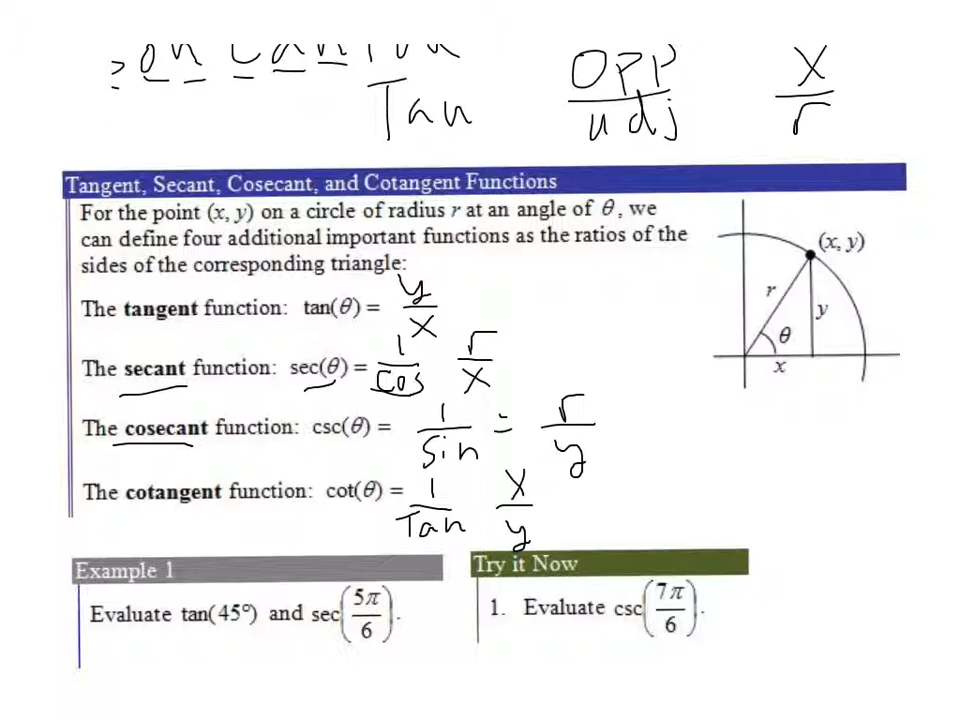 Tan opp/adj x/r
Tangent, Secant, Cosecant, and Cotangent Functions
For the point (x, y) on a circle of radius r at an angle of θ, we
can define four additional important functions as the ratios of the
sides of the corresponding triangle:
The tangent function: tan(θ) = y/x
The secant function: sec(θ) = 1/cos r/x
The cosecant function: csc(θ) = 1/sin = r/y
The cotangent function: cot(θ) = 1/Tan x/y
(x, y)
r
y
θ
x
Example 1
Evaluate tan(45°) and sec(5π/6).
Try it Now
1. Evaluate csc(7π/6).